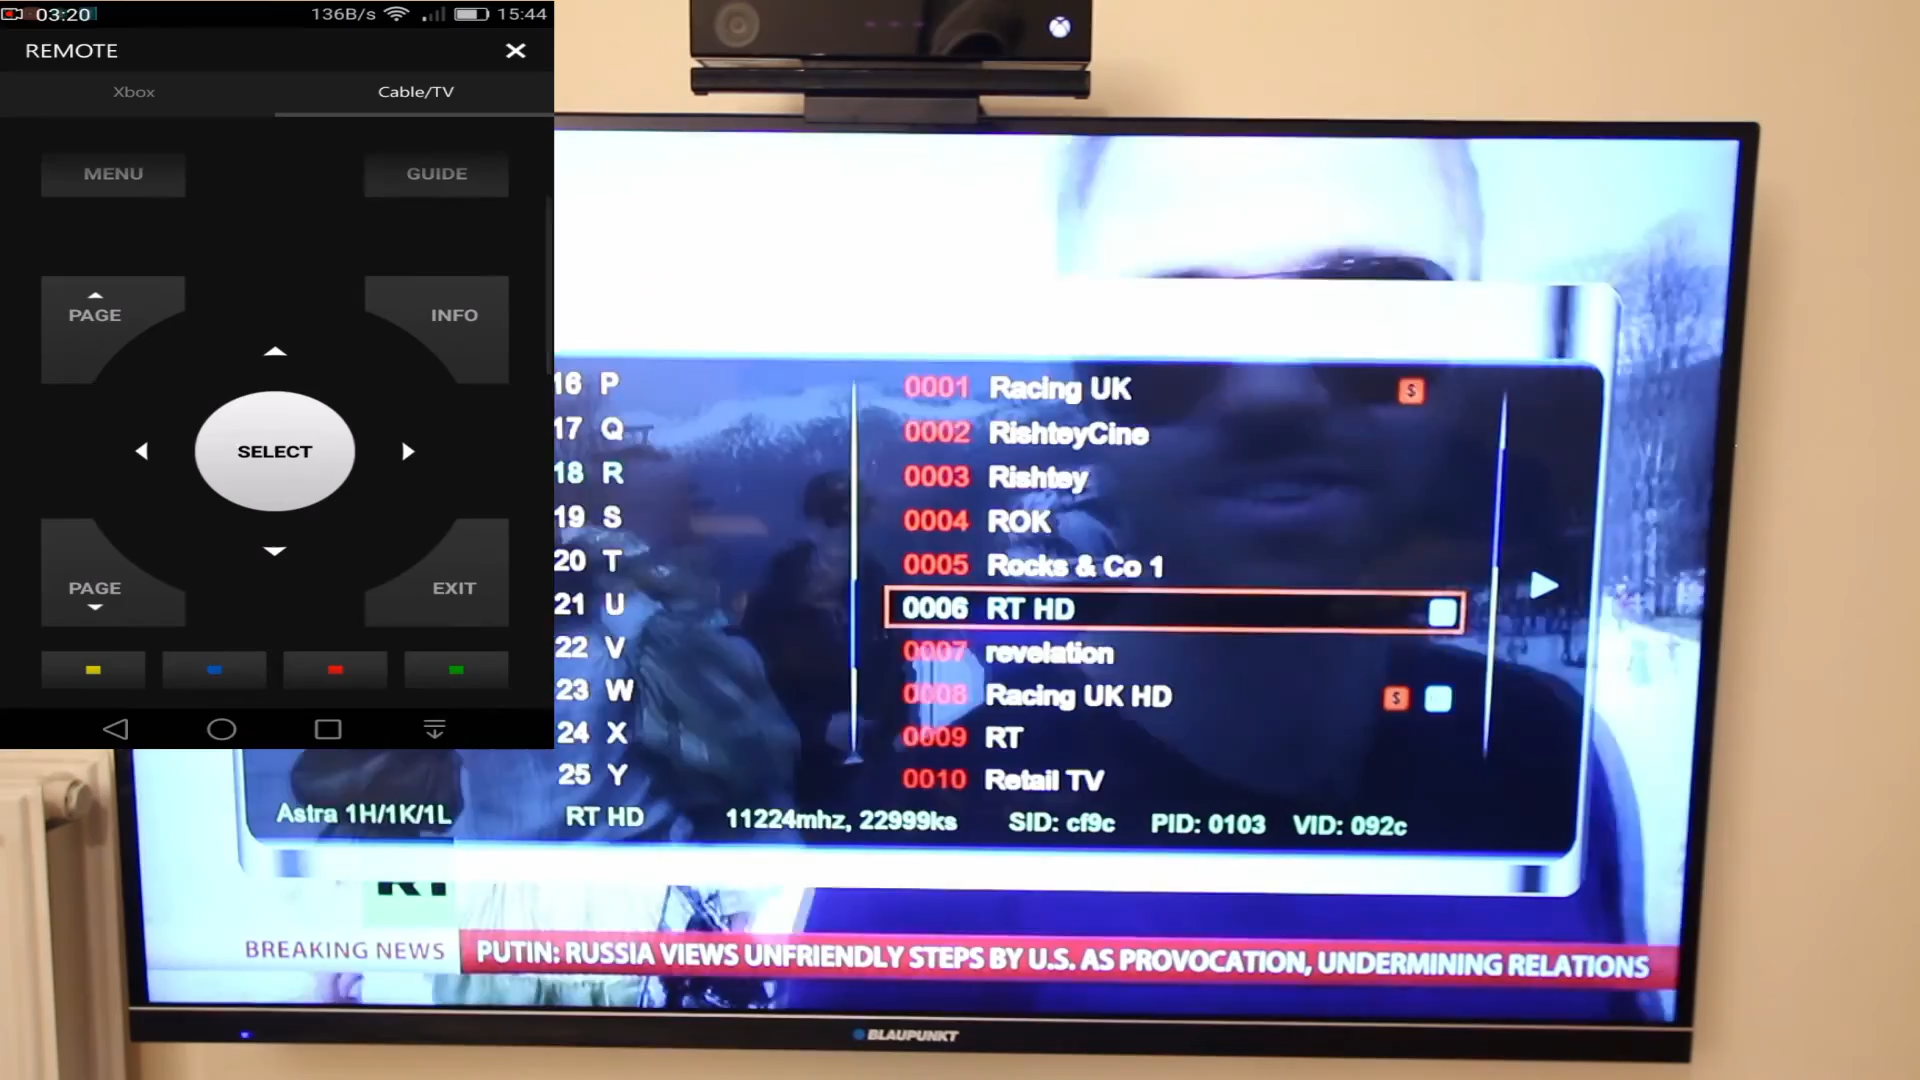 03:20 136B/s 15:44
REMOTE
Xbox Cable/TV
MENU GUIDE
PAGE INFO
SELECT
PAGE EXIT
16 P
17 Q
18 R
19 S
20 T
21 U
22 V
23 W
24 X
25 Y
0001 Racing UK $
0002 RishteyCine
0003 Rishtey
0004 ROK
0005 Rocks & Co 1
0006 RT HD
0007 revelation
0008 Racing UK HD $
0009 RT
0010 Retail TV
Astra 1H/1K/1L RT HD 11224mhz, 22999ks SID: cf9c PID: 0103 VID: 092c
RT
BREAKING NEWS PUTIN: RUSSIA VIEWS UNFRIENDLY STEPS BY U.S. AS PROVOCATION, UNDERMINING RELATIONS
BLAUPUNKT